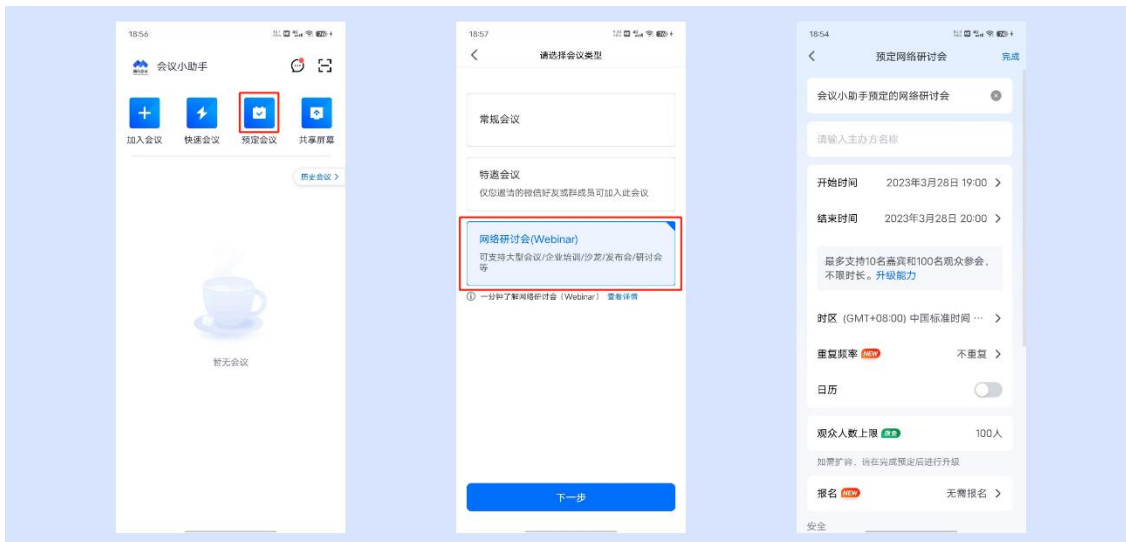 18:56
会议小助手
加入会议
快速会议
预定会议
共享屏幕
历史会议 >
暂无会议
18:57
请选择会议类型
常规会议
特邀会议
仅您邀请的微信好友或群成员可加入此会议
网络研讨会(Webinar)
可支持大型会议/企业培训/沙龙/发布会/研讨会
等
一分钟了解网络研讨会（Webinar） 查看详情
下一步
18:54
预定网络研讨会
完成
会议小助手预定的网络研讨会
请输入主办方名称
开始时间 2023年3月28日 19:00 >
结束时间 2023年3月28日 20:00 >
最多支持10名嘉宾和100名观众参会，
不限时长。升级能力
时区 (GMT+08:00) 中国标准时间 … >
重复频率 NEW 不重复 >
日历
观众人数上限 100人
如需扩容，请在完成预定后进行升级
报名 NEW 无需报名 >
安全